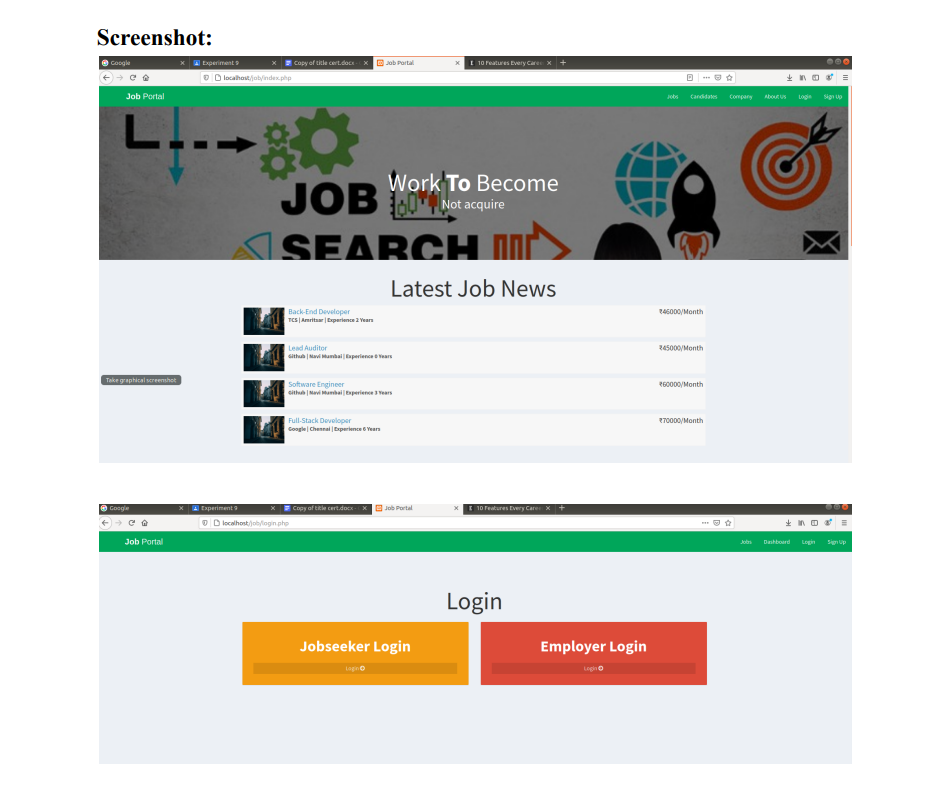 Screenshot:
Google Experiment 9 Copy of title cert.docx - Job Portal 10 Features Every Career
localhost/job/index.php
Job Portal Jobs Candidates Company About Us Login Sign Up
JOB
SEARCH
Work To Become
Not acquire
Latest Job News
Back-End Developer ₹46000/Month
TCS | Amritsar | Experience 2 Years
Lead Auditor ₹45000/Month
Github | Navi Mumbai | Experience 0 Years
Take graphical screenshot
Software Engineer ₹60000/Month
Github | Navi Mumbai | Experience 3 Years
Full-Stack Developer ₹70000/Month
Google | Chennai | Experience 6 Years
Google Experiment 9 Copy of title cert.docx - Job Portal 10 Features Every Career
localhost/job/login.php
Job Portal Jobs Dashboard Login Sign Up
Login
Jobseeker Login Employer Login
Login Login